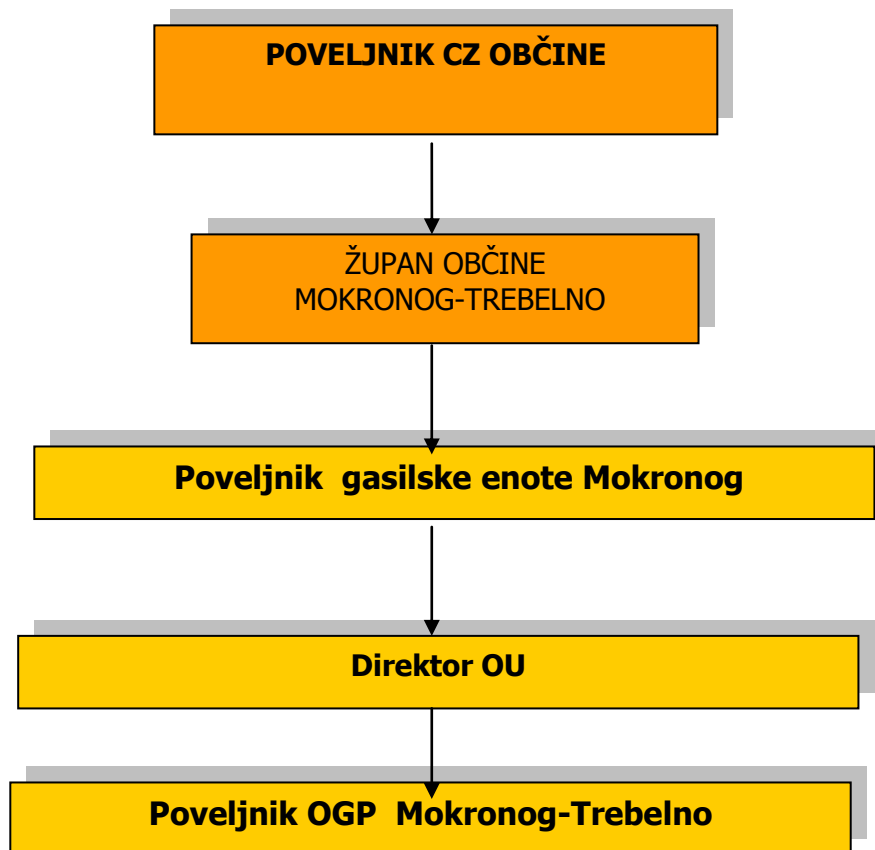 POVELJNIK CZ OBČINE
ŽUPAN OBČINE
MOKRONOG-TREBELNO
Poveljnik gasilske enote Mokronog
Direktor OU
Poveljnik OGP Mokronog-Trebelno